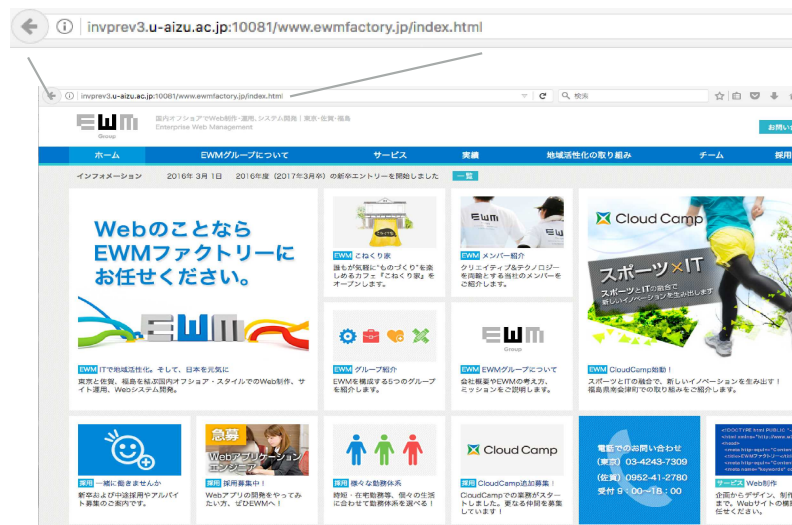 invprev3.u-aizu.ac.jp:10081/www.ewmfactory.jp/index.html
invprev3.u-aizu.ac.jp:10081/www.ewmfactory.jp/index.html
検索
EWM
Group
国内オフショアでWeb制作・運用、システム開発｜東京・佐賀・福島
Enterprise Web Management
お問い
ホーム
EWMグループについて
サービス
実績
地域活性化の取り組み
チーム
採用
インフォメーション
2016年 3月 1日
2016年度（2017年3月卒）の新卒エントリーを開始しました
一覧
Webのことなら
EWMファクトリーに
お任せください。
EWM
EWM ITで地域活性化。そして、日本を元気に
東京と佐賀、福島を結ぶ国内オフショア・スタイルでのWeb制作、サ
イト運用、Webシステム開発。
EWM こねくり家
誰もが気軽に“ものづくり”を楽
しめるカフェ『こねくり家』を
オープンします。
EWM メンバー紹介
クリエイティブ&テクノロジー
を両輪とする当社のメンバーを
ご紹介します。
Cloud Camp
スポーツ×IT
スポーツとITの融合で
新しいイノベーションを生み出します
EWM グループ紹介
EWMを構成する5つのグループ
を紹介します。
EWM
Group
EWM EWMグループについて
会社概要やEWMの考え方、
ミッションをご説明します。
EWM CloudCamp始動！
スポーツとITの融合で、新しいイノベーションを生み出す！
福島県南会津町での取り組みをご紹介します。
採用 一緒に働きませんか
新卒および中途採用やアルバイ
ト募集のご案内です。
急募
Webアプリケーション
エンジニア
採用 採用募集中！
Webアプリの開発をやってみ
たい方、ぜひEWMへ！
採用 様々な勤務体系
時短・在宅勤務等、個々の生活
に合わせて勤務体系を選べる！
Cloud Camp
採用 CloudCamp追加募集！
CloudCampでの業務がスター
トしました。更なる仲間を募集
しています！
電話でのお問い合わせ
(東京) 03-4243-7309
(佐賀) 0952-41-2780
受付 9：00〜18：00
サービス Web制作
企画からデザイン、制作
まで。Webサイトの構築
任せください。